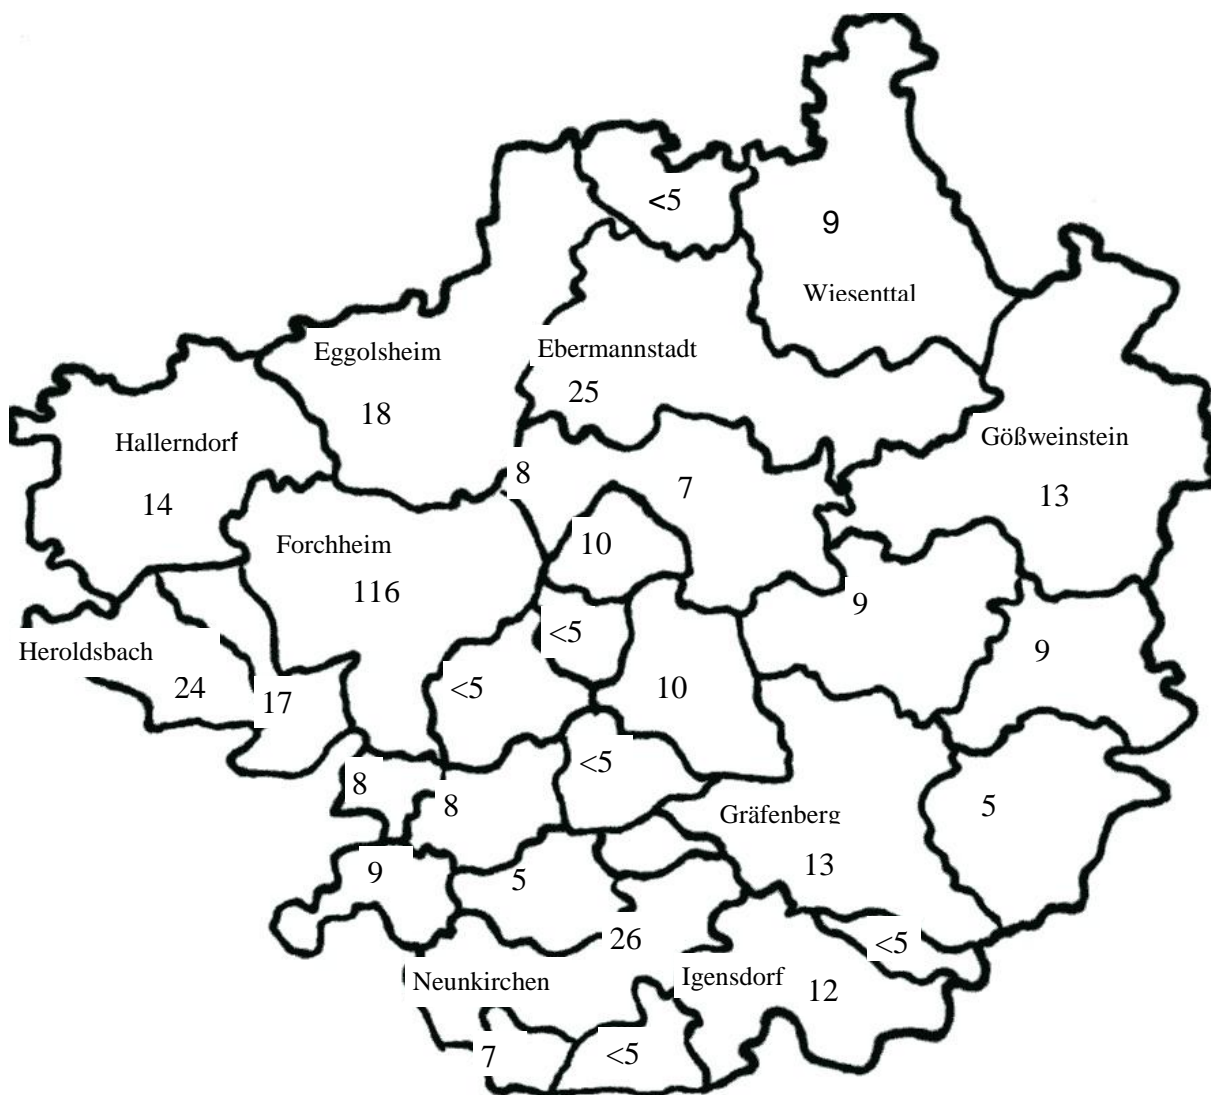 <5
9
Wiesenttal
Eggolsheim
18
Ebermannstadt
25
Hallerndorf
14
Gößweinstein
13
8
7
10
Forchheim
116
9
<5
9
Heroldsbach
24
17
<5
10
<5
8
8
Gräfenberg
13
5
9
5
26
<5
Neunkirchen
Igensdorf
12
7
<5